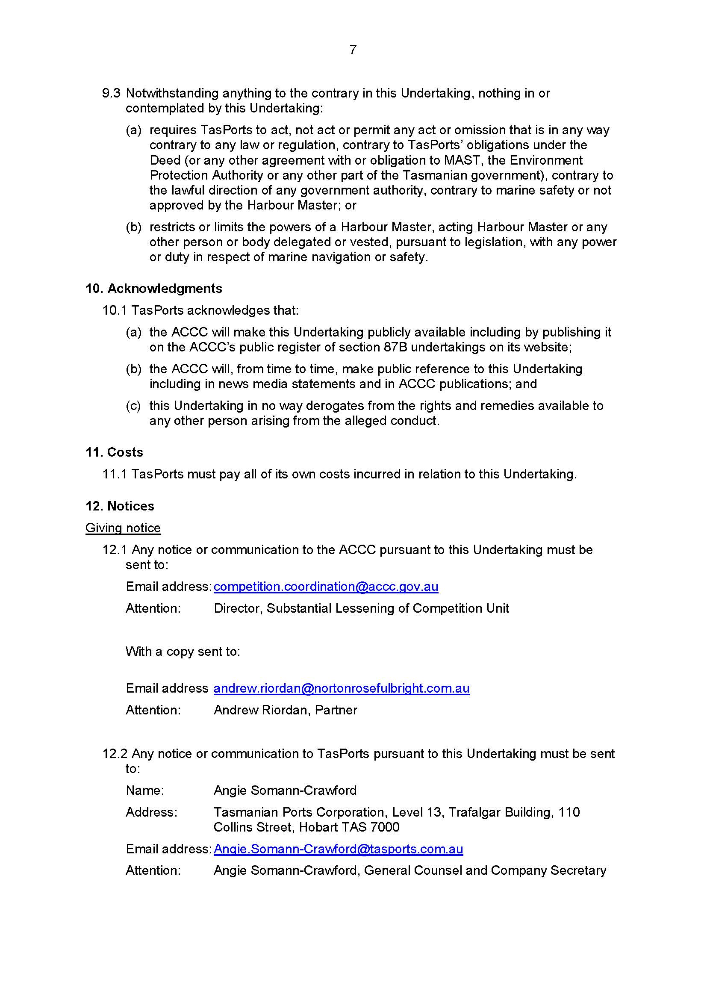 7
9.3 Notwithstanding anything to the contrary in this Undertaking, nothing in or
contemplated by this Undertaking:
(a) requires TasPorts to act, not act or permit any act or omission that is in any way
contrary to any law or regulation, contrary to TasPorts’ obligations under the
Deed (or any other agreement with or obligation to MAST, the Environment
Protection Authority or any other part of the Tasmanian government), contrary to
the lawful direction of any government authority, contrary to marine safety or not
approved by the Harbour Master; or
(b) restricts or limits the powers of a Harbour Master, acting Harbour Master or any
other person or body delegated or vested, pursuant to legislation, with any power
or duty in respect of marine navigation or safety.
10. Acknowledgments
10.1 TasPorts acknowledges that:
(a) the ACCC will make this Undertaking publicly available including by publishing it
on the ACCC’s public register of section 87B undertakings on its website;
(b) the ACCC will, from time to time, make public reference to this Undertaking
including in news media statements and in ACCC publications; and
(c) this Undertaking in no way derogates from the rights and remedies available to
any other person arising from the alleged conduct.
11. Costs
11.1 TasPorts must pay all of its own costs incurred in relation to this Undertaking.
12. Notices
Giving notice
12.1 Any notice or communication to the ACCC pursuant to this Undertaking must be
sent to:
Email address: competition.coordination@accc.gov.au
Attention: Director, Substantial Lessening of Competition Unit
With a copy sent to:
Email address andrew.riordan@nortonrosefulbright.com.au
Attention: Andrew Riordan, Partner
12.2 Any notice or communication to TasPorts pursuant to this Undertaking must be sent
to:
Name: Angie Somann-Crawford
Address: Tasmanian Ports Corporation, Level 13, Trafalgar Building, 110
Collins Street, Hobart TAS 7000
Email address: Angie.Somann-Crawford@tasports.com.au
Attention: Angie Somann-Crawford, General Counsel and Company Secretary